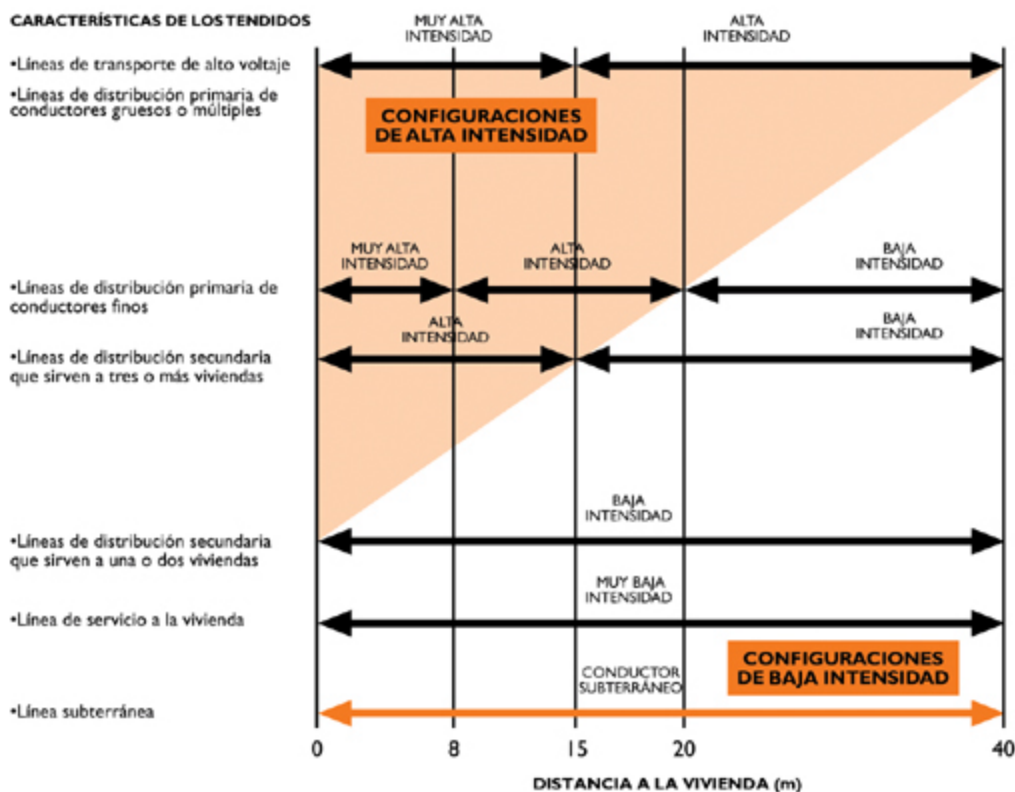 CARACTERÍSTICAS DE LOS TENDIDOS
MUY ALTA
INTENSIDAD
ALTA
INTENSIDAD
•Líneas de transporte de alto voltaje
•Líneas de distribución primaria de
conductores gruesos o múltiples
CONFIGURACIONES
DE ALTA INTENSIDAD
MUY ALTA
INTENSIDAD
ALTA
INTENSIDAD
BAJA
INTENSIDAD
•Líneas de distribución primaria de
conductores finos
ALTA
INTENSIDAD
BAJA
INTENSIDAD
•Líneas de distribución secundaria
que sirven a tres o más viviendas
BAJA
INTENSIDAD
•Líneas de distribución secundaria
que sirven a una o dos viviendas
MUY BAJA
INTENSIDAD
•Línea de servicio a la vivienda
CONFIGURACIONES
DE BAJA INTENSIDAD
CONDUCTOR
SUBTERRÁNEO
•Línea subterránea
0 8 15 20 40
DISTANCIA A LA VIVIENDA (m)